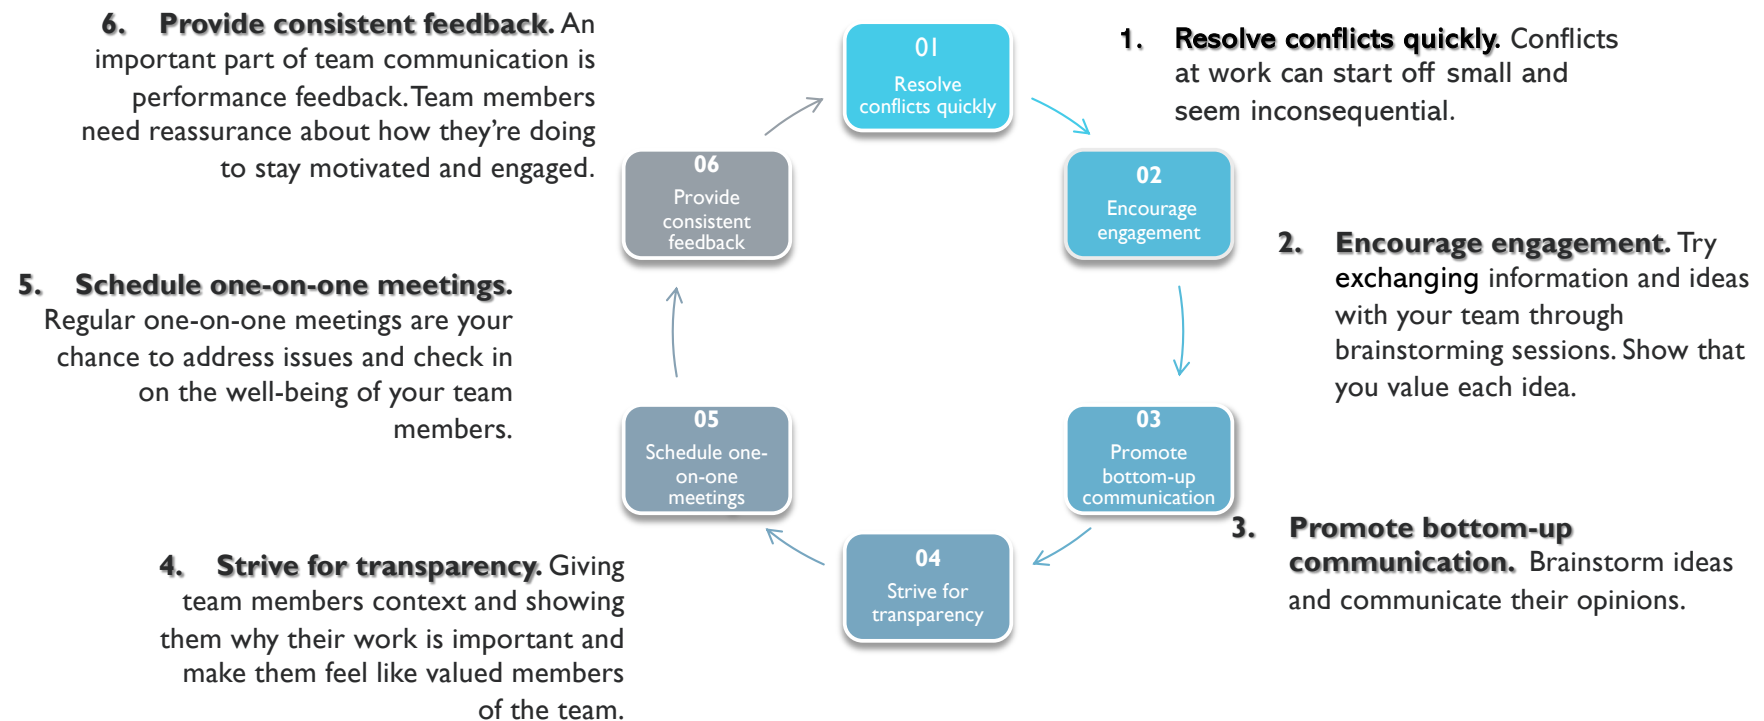 6. Provide consistent feedback. An
important part of team communication is
performance feedback. Team members
need reassurance about how they're doing
to stay motivated and engaged.
01
Resolve
conflicts quickly
1. Resolve conflicts quickly. Conflicts
at work can start off small and
seem inconsequential.
06
Provide
consistent
feedback
02
Encourage
engagement
2. Encourage engagement. Try
exchanging information and ideas
with your team through
brainstorming sessions. Show that
you value each idea.
5. Schedule one-on-one meetings.
Regular one-on-one meetings are your
chance to address issues and check in
on the well-being of your team
members.
05
Schedule one-
on-one
meetings
03
Promote
bottom-up
communication
3. Promote bottom-up
communication. Brainstorm ideas
and communicate their opinions.
4. Strive for transparency. Giving
team members context and showing
them why their work is important and
make them feel like valued members
of the team.
04
Strive for
transparency